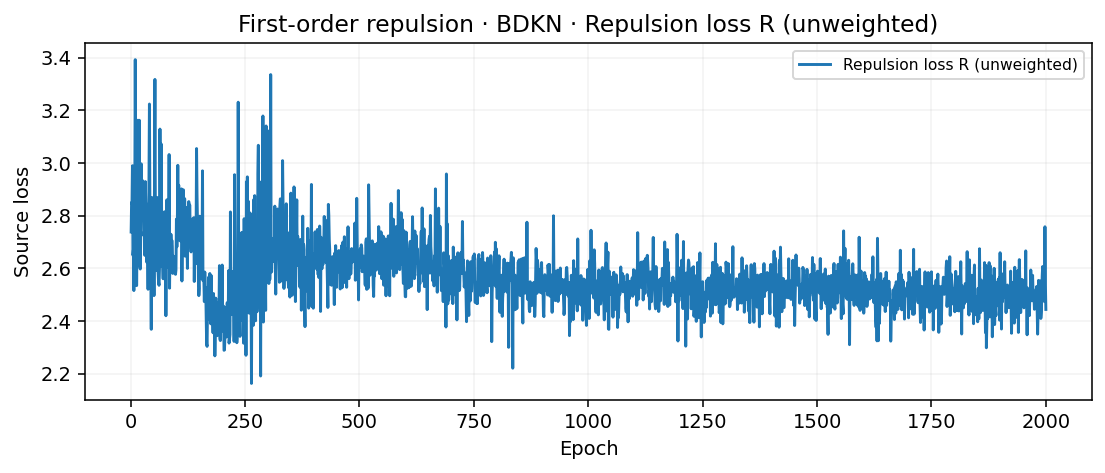 First-order repulsion · BDKN · Repulsion loss R (unweighted)
Repulsion loss R (unweighted)
Source loss
3.4
3.2
3.0
2.8
2.6
2.4
2.2
0 250 500 750 1000 1250 1500 1750 2000
Epoch